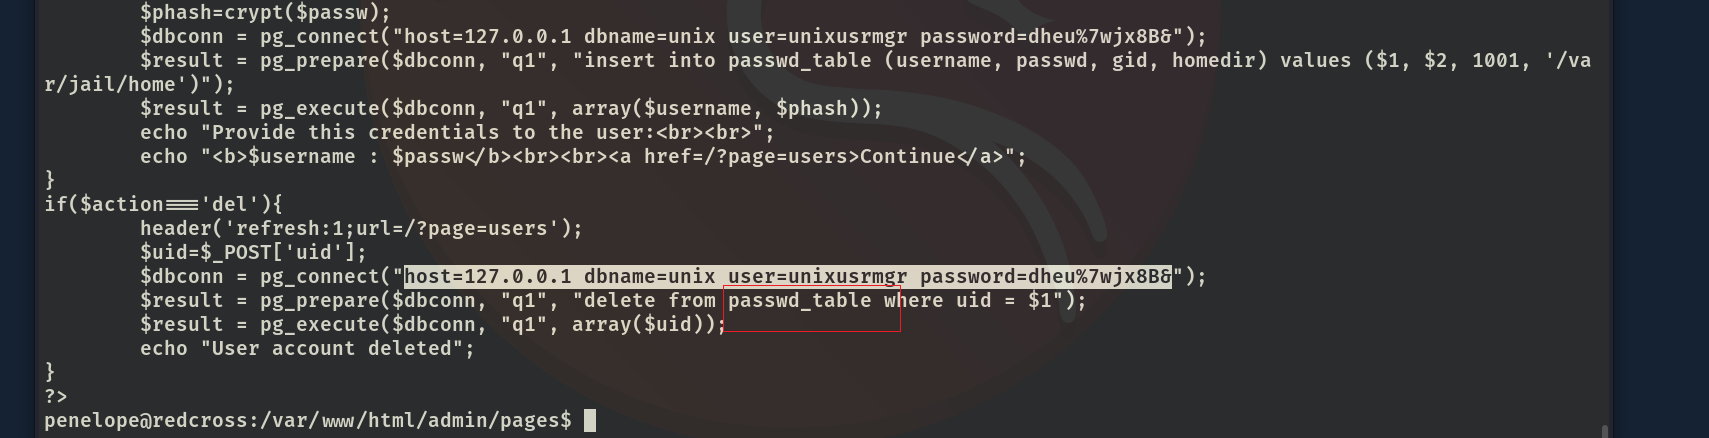 $phash=crypt($passw);
$dbconn = pg_connect("host=127.0.0.1 dbname=unix user=unixusrmgr password=dheu%7wjx8B&");
$result = pg_prepare($dbconn, "q1", "insert into passwd_table (username, passwd, gid, homedir) values ($1, $2, 1001, '/va
r/jail/home')");
$result = pg_execute($dbconn, "q1", array($username, $phash));
echo "Provide this credentials to the user:<br><br>";
echo "<b>$username : $passw</b><br><br><a href=/?page=users>Continue</a>";
}
if($action==='del'){
header('refresh:1;url=/?page=users');
$uid=$_POST['uid'];
$dbconn = pg_connect("host=127.0.0.1 dbname=unix user=unixusrmgr password=dheu%7wjx8B&");
$result = pg_prepare($dbconn, "q1", "delete from passwd_table where uid = $1");
$result = pg_execute($dbconn, "q1", array($uid));
echo "User account deleted";
}
?>
penelope@redcross:/var/www/html/admin/pages$